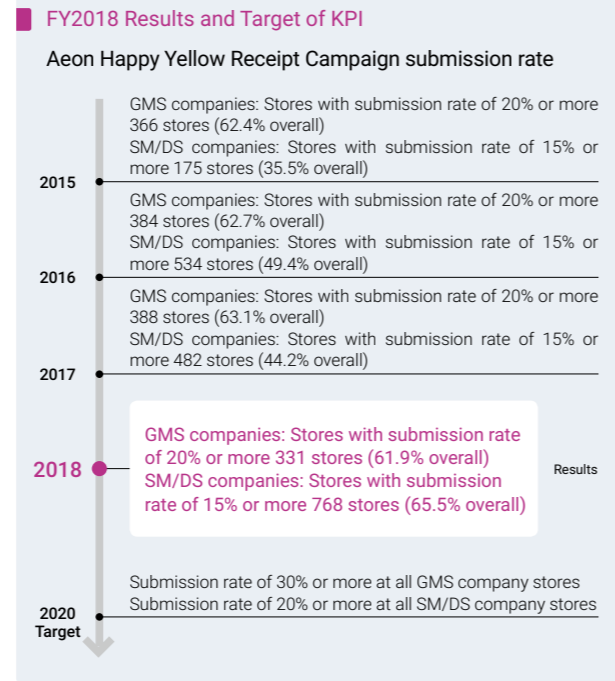 FY2018 Results and Target of KPI
Aeon Happy Yellow Receipt Campaign submission rate
GMS companies: Stores with submission rate of 20% or more
366 stores (62.4% overall)
SM/DS companies: Stores with submission rate of 15% or
more 175 stores (35.5% overall)
2015
GMS companies: Stores with submission rate of 20% or more
384 stores (62.7% overall)
SM/DS companies: Stores with submission rate of 15% or
more 534 stores (49.4% overall)
2016
GMS companies: Stores with submission rate of 20% or more
388 stores (63.1% overall)
SM/DS companies: Stores with submission rate of 15% or
more 482 stores (44.2% overall)
2017
GMS companies: Stores with submission rate
of 20% or more 331 stores (61.9% overall)
SM/DS companies: Stores with submission
rate of 15% or more 768 stores (65.5% overall)
2018
Results
Submission rate of 30% or more at all GMS company stores
Submission rate of 20% or more at all SM/DS company stores
2020
Target